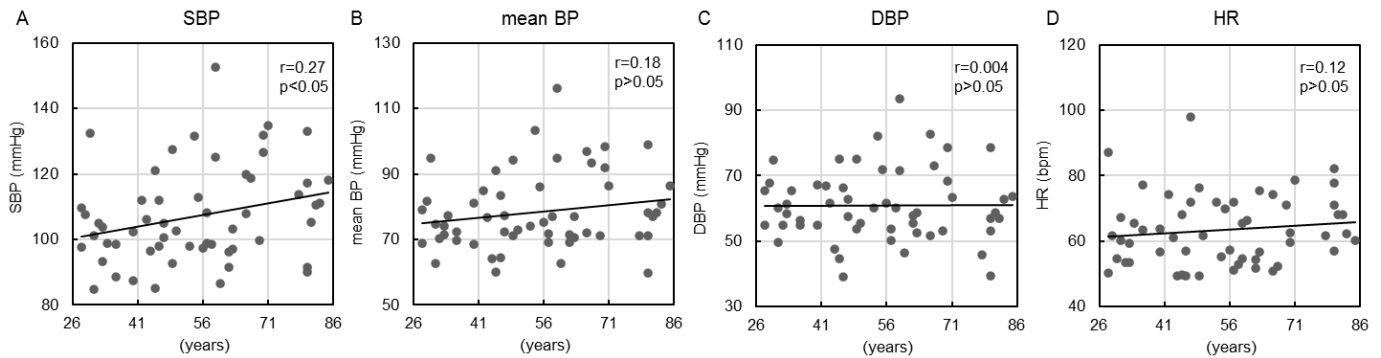 A SBP
SBP (mmHg)
160
140
120
100
80
26 41 56 71 86
(years)
r=0.27
p<0.05
B mean BP
mean BP (mmHg)
130
110
90
70
50
26 41 56 71 86
(years)
r=0.18
p>0.05
C DBP
DBP (mmHg)
110
90
70
50
30
26 41 56 71 86
(years)
r=0.004
p>0.05
D HR
HR (bpm)
120
100
80
60
40
26 41 56 71 86
(years)
r=0.12
p>0.05